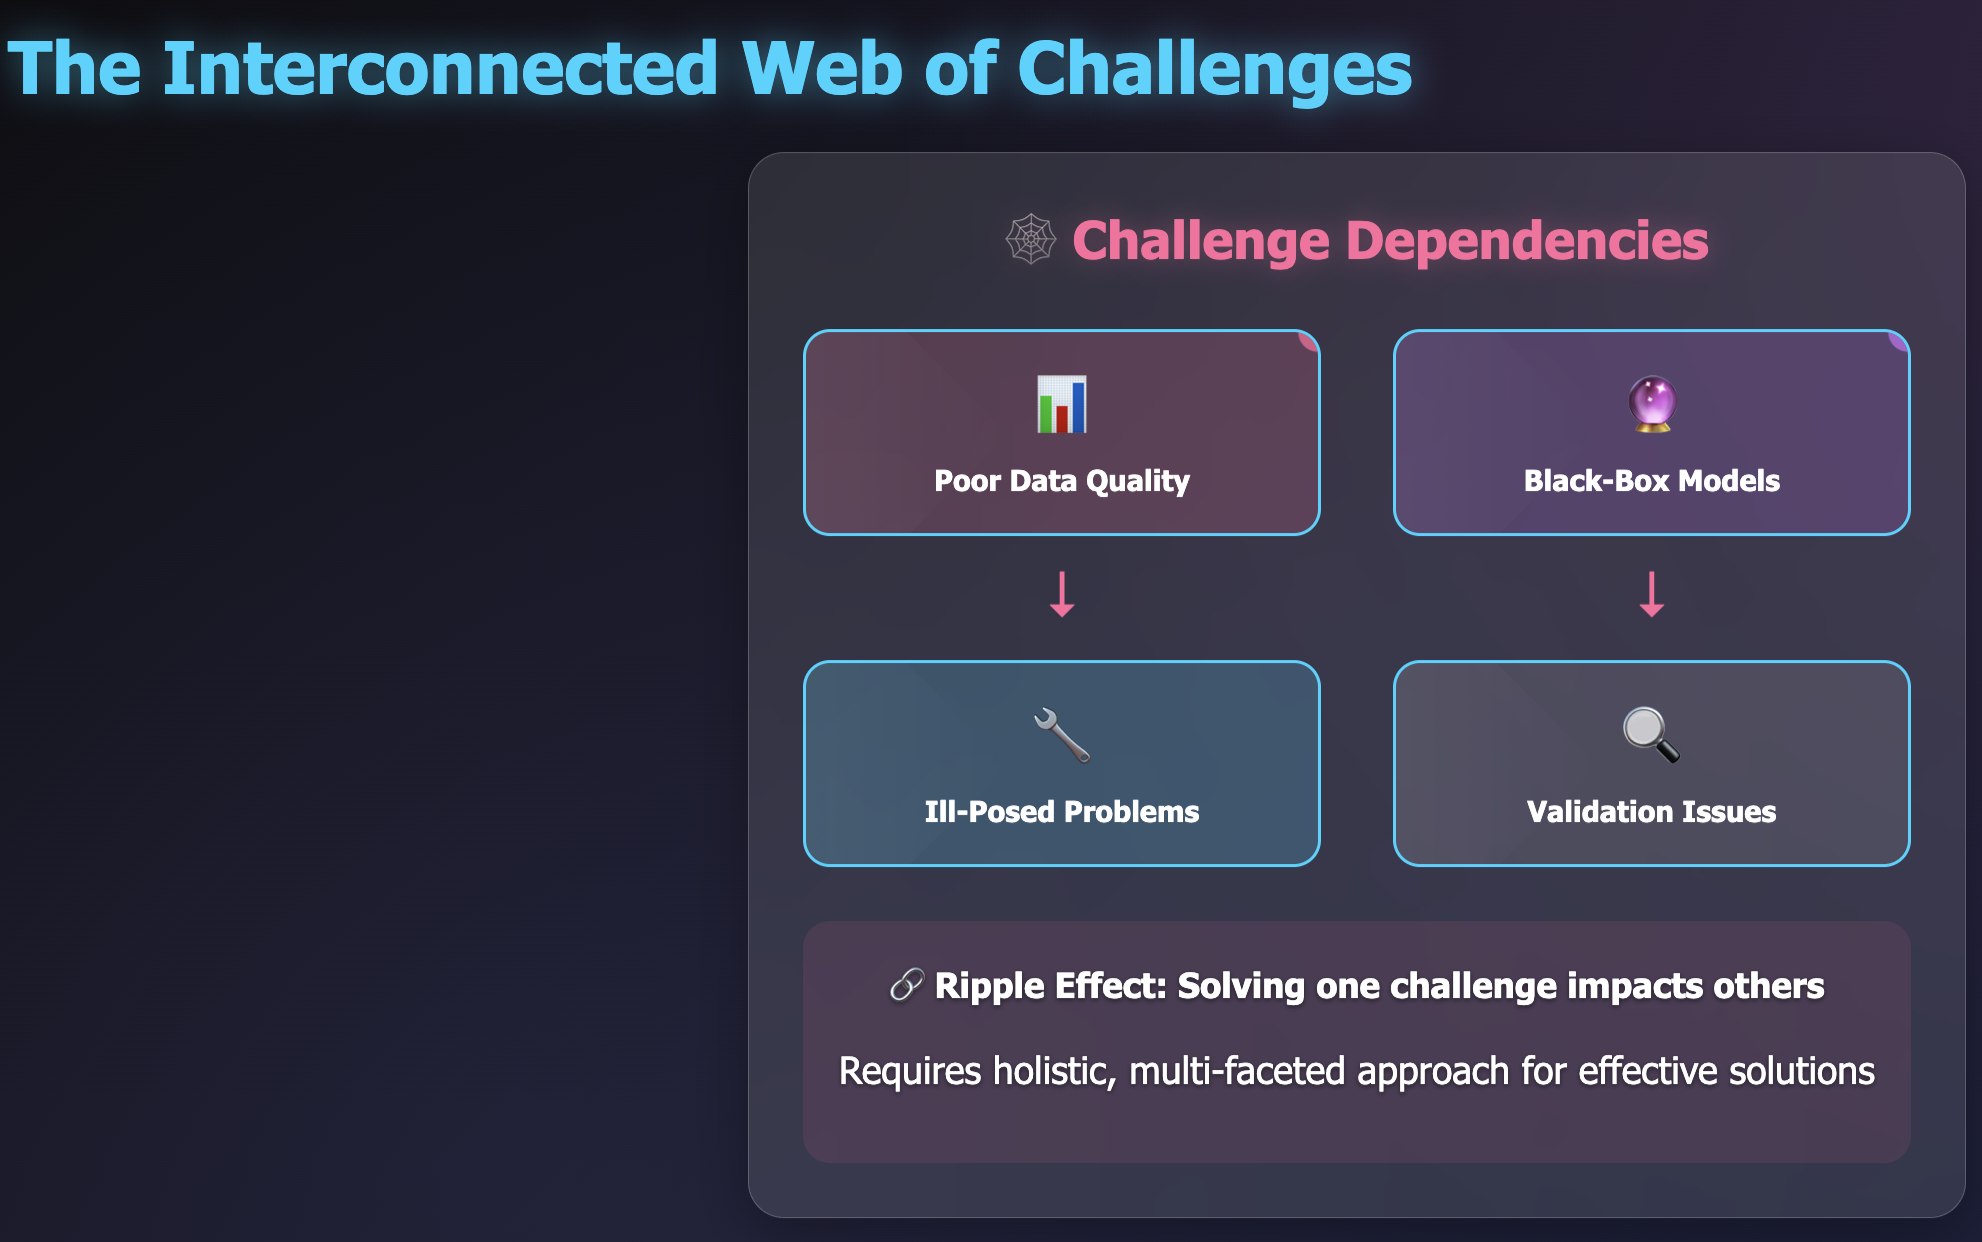 The Interconnected Web of Challenges
Challenge Dependencies
Poor Data Quality
Black-Box Models
Ill-Posed Problems
Validation Issues
Ripple Effect: Solving one challenge impacts others
Requires holistic, multi-faceted approach for effective solutions